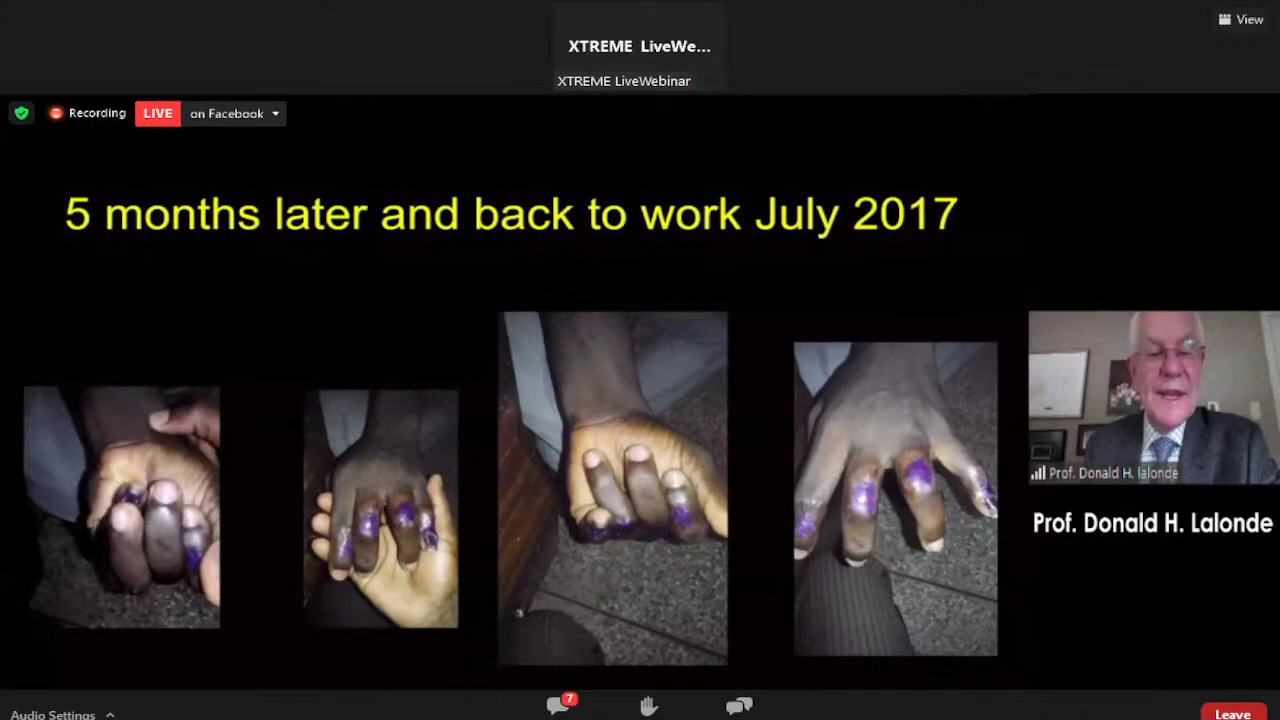 XTREME LiveWe...
View
XTREME LiveWebinar
Recording
LIVE
on Facebook
5 months later and back to work July 2017
Prof. Donald H. lalonde
Prof. Donald H. Lalonde
7
Audio Settings
Leave